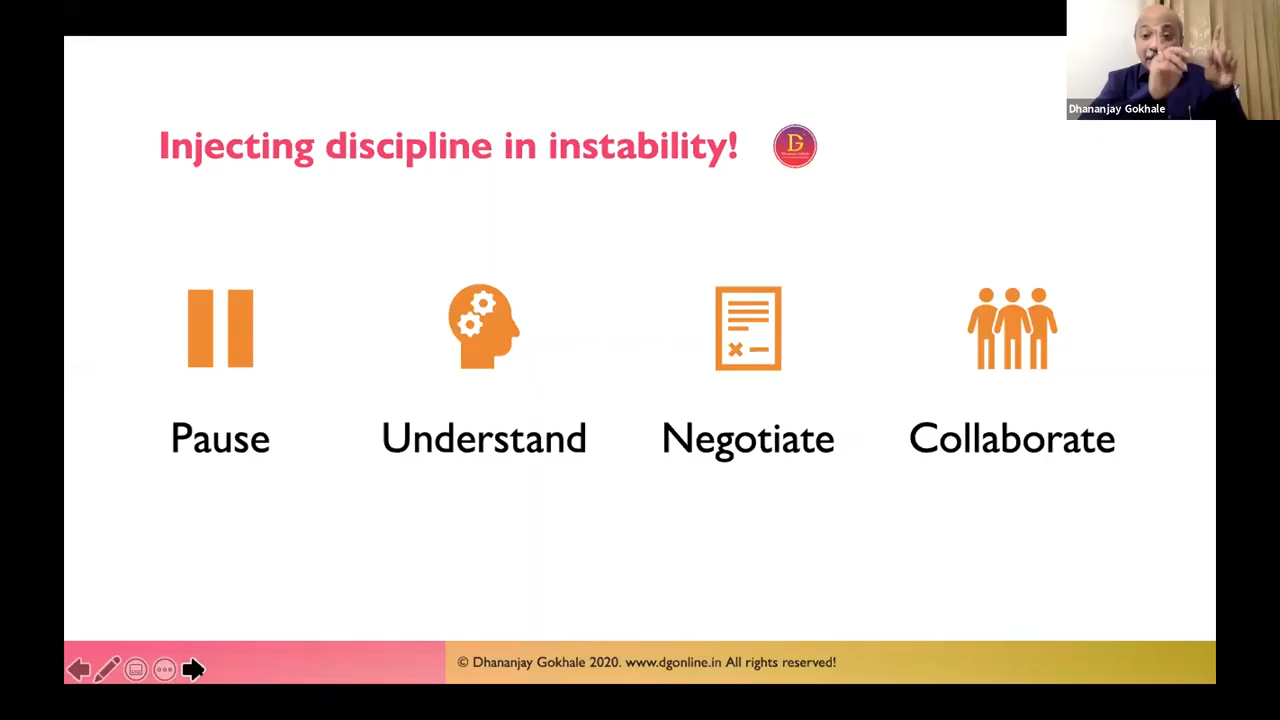 Dhananjay Gokhale
Injecting discipline in instability!
DG
Pause
Understand
Negotiate
Collaborate
© Dhananjay Gokhale 2020. www.dgonline.in All rights reserved!